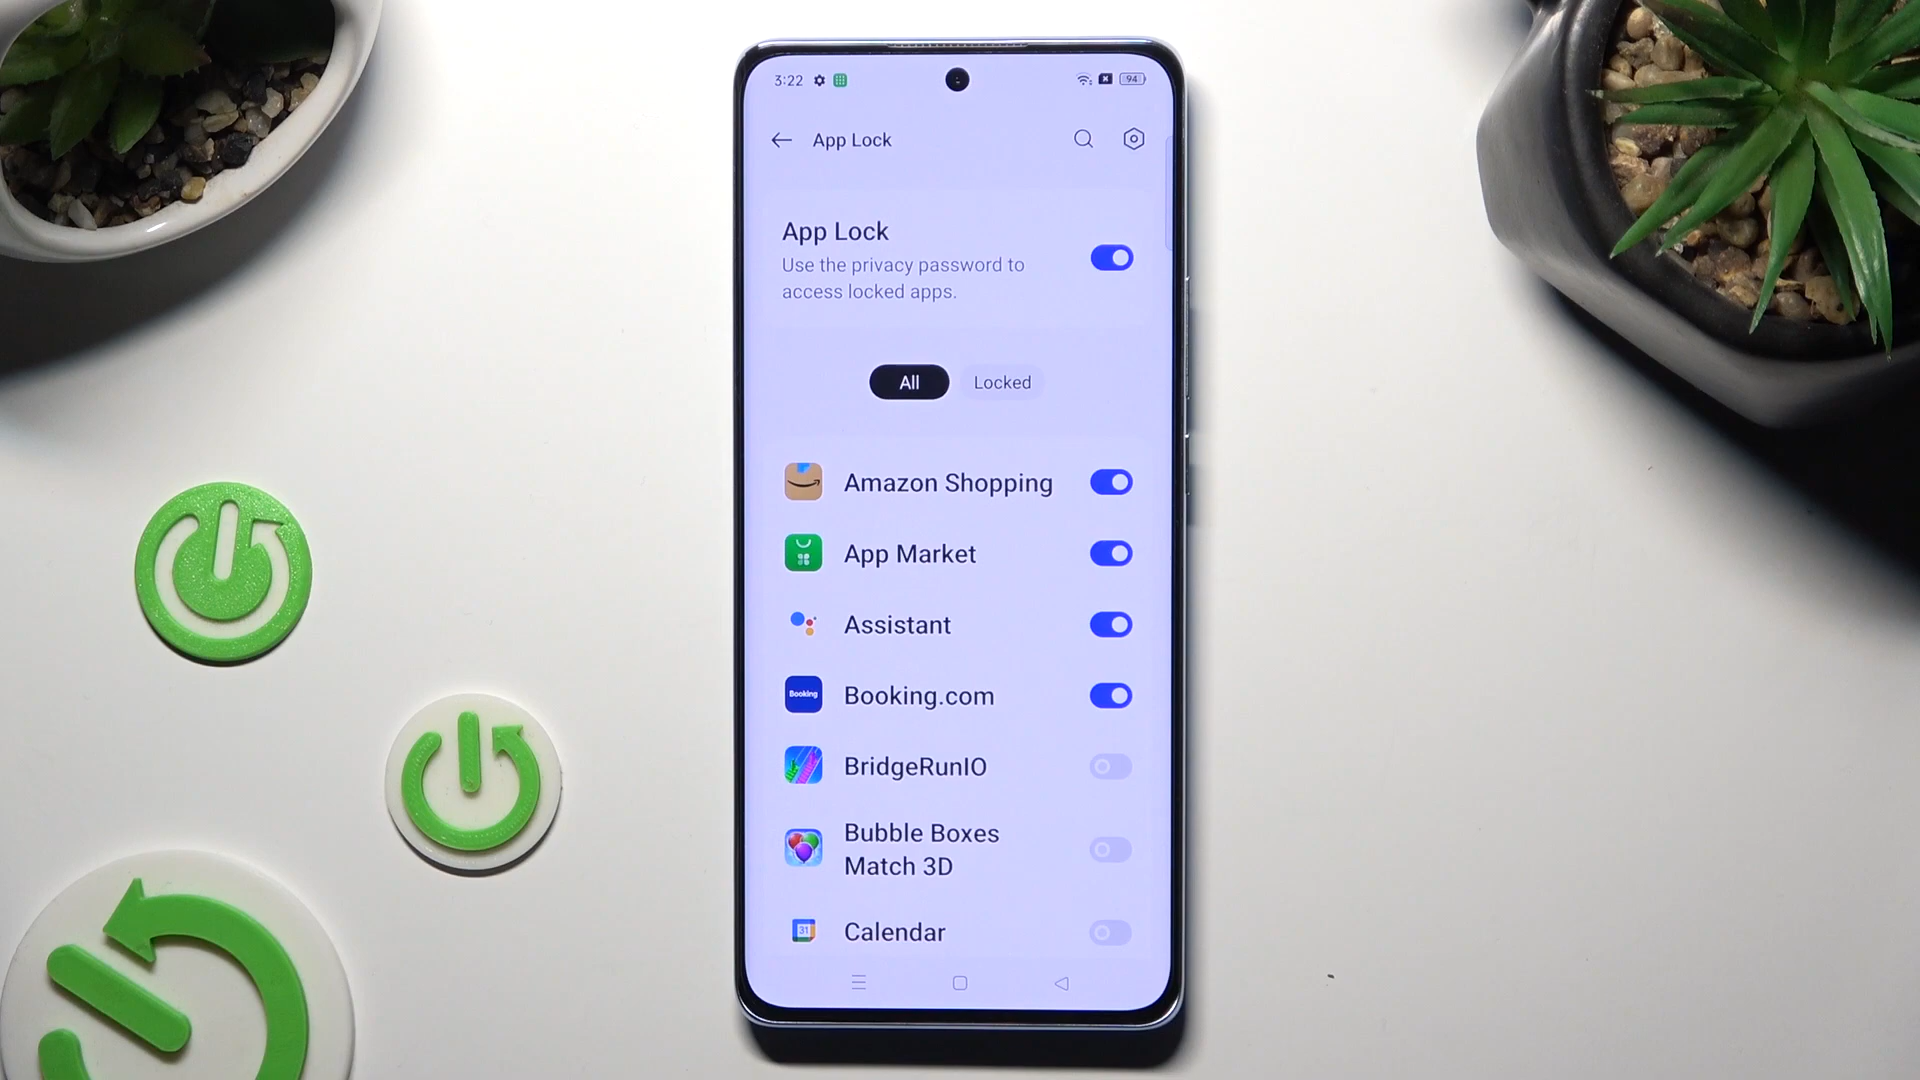 3:22
94
App Lock
App Lock
Use the privacy password to
access locked apps.
All
Locked
Amazon Shopping
App Market
Assistant
Booking
Booking.com
BridgeRunIO
Bubble Boxes
Match 3D
31
Calendar